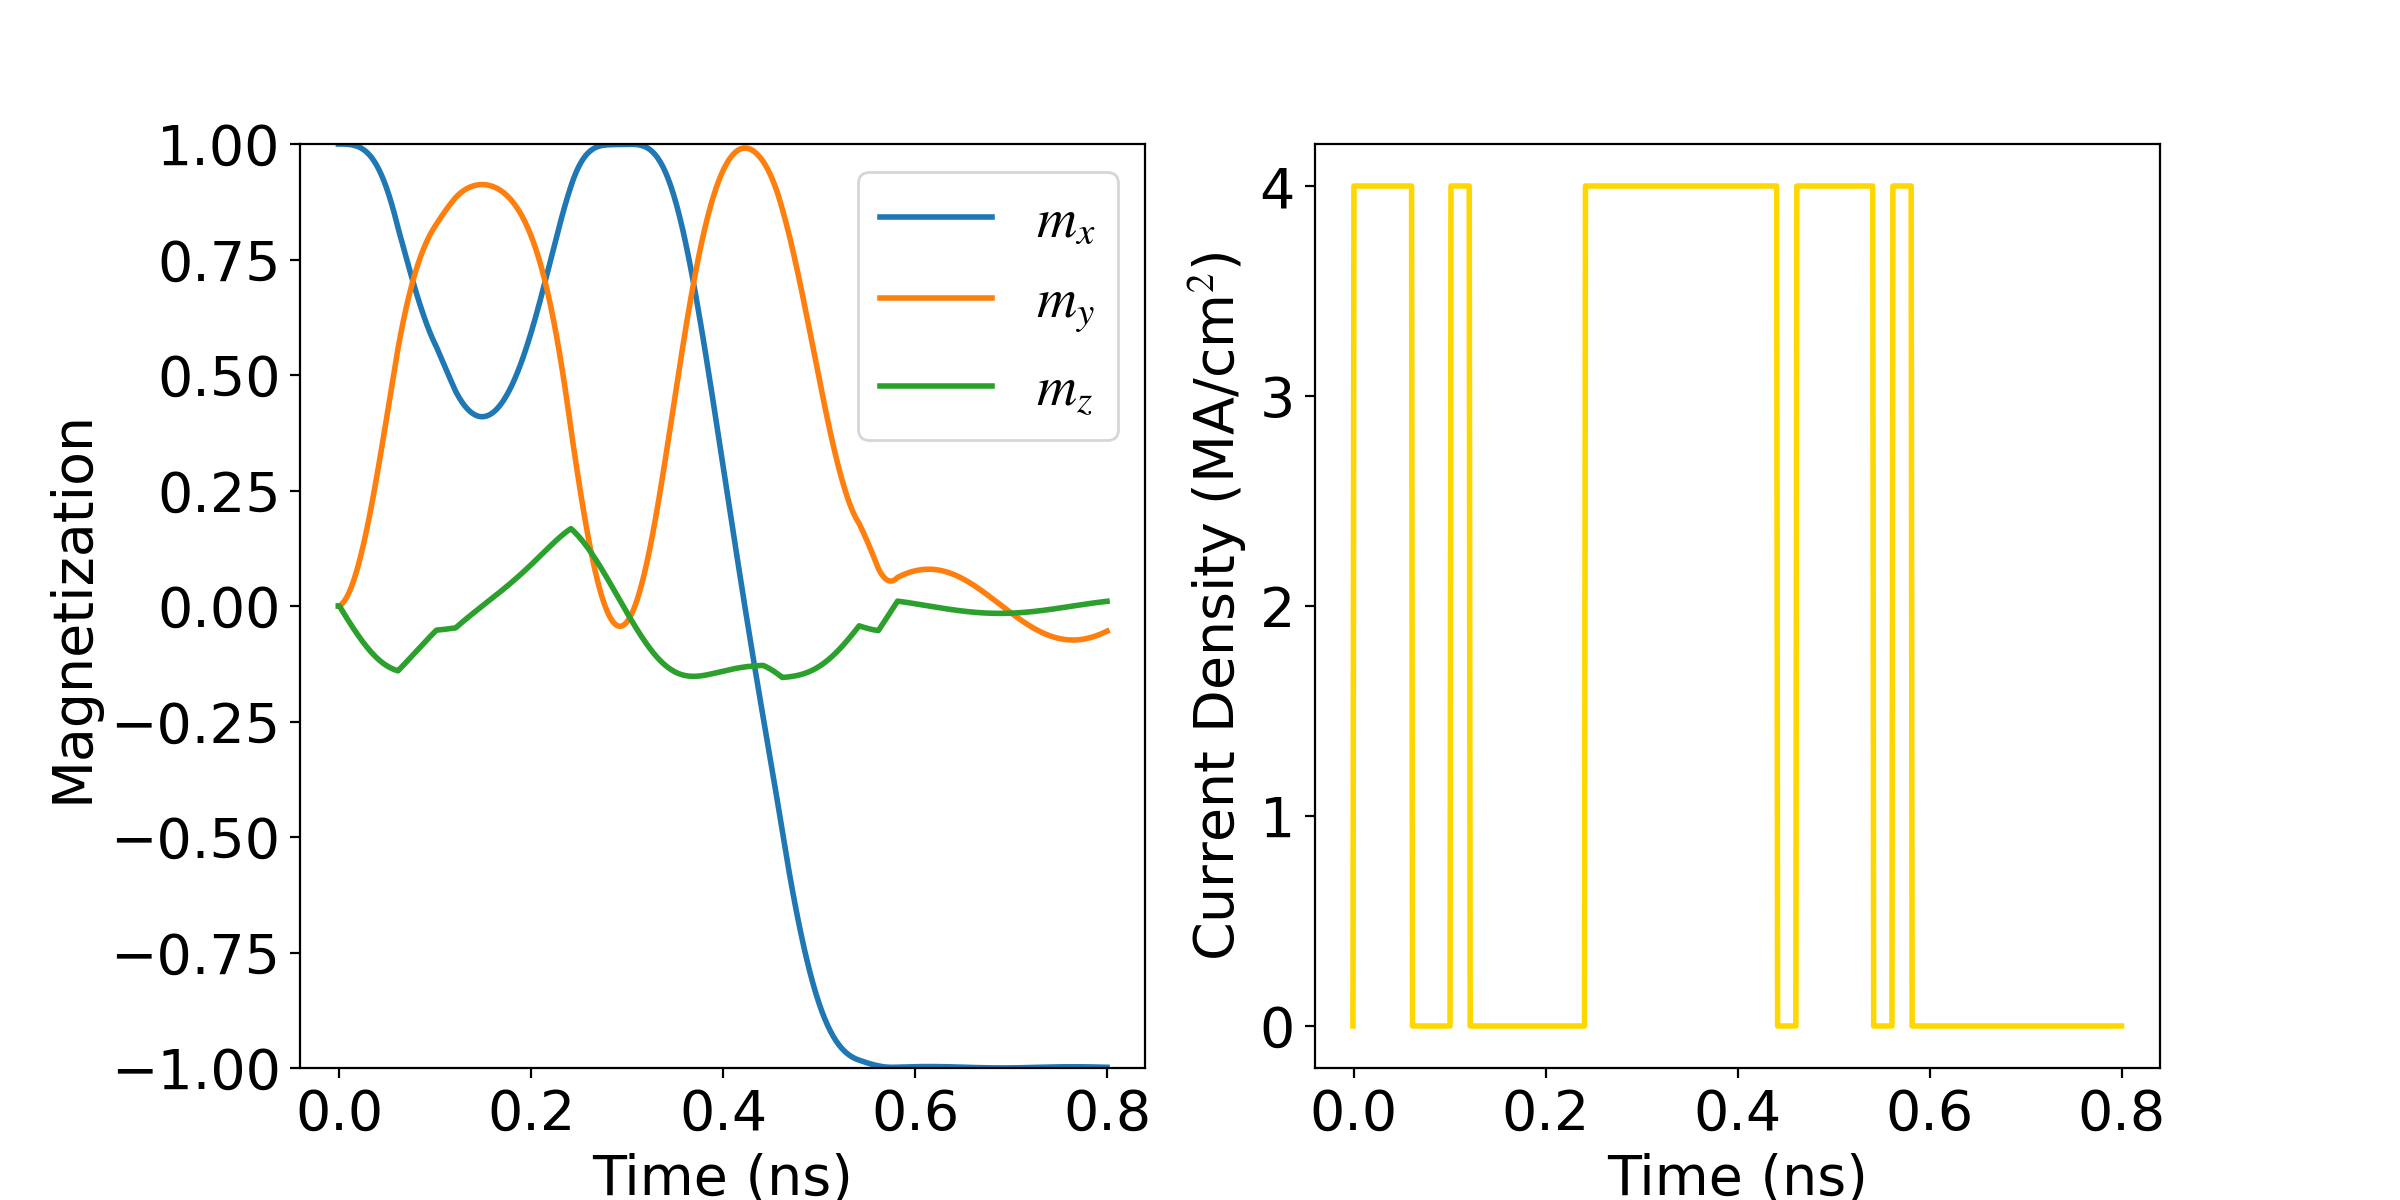 Magnetization
1.00
0.75
0.50
0.25
0.00
−0.25
−0.50
−0.75
−1.00
0.0 0.2 0.4 0.6 0.8
Time (ns)
m_x
m_y
m_z
Current Density (MA/cm²)
4
3
2
1
0
0.0 0.2 0.4 0.6 0.8
Time (ns)